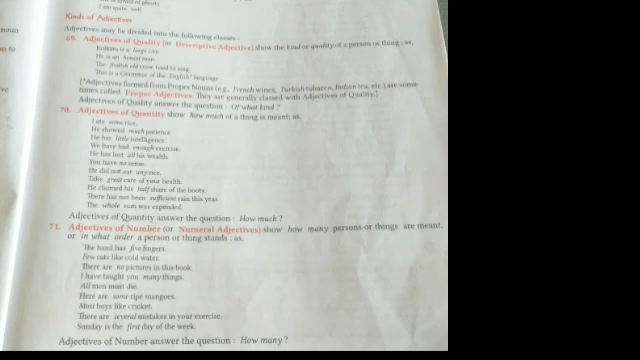 I am quite well.
Kinds of Adjectives
Adjectives may be divided into the following classes :
69. Adjectives of Quality (or Descriptive Adjective) show the kind or quality of a person or thing ; as,
Kolkata is a large city.
He is an honest man.
The foolish old crow tried to sing.
This is a Grammar of the English* language.
[*Adjectives formed from Proper Nouns (e.g., French wines, Turkish tobacco, Indian tea, etc.) are some-
times called Proper Adjectives. They are generally classed with Adjectives of Quality.]
Adjectives of Quality answer the question : Of what kind ?
70. Adjectives of Quantity show how much of a thing is meant; as,
I ate some rice.
He showed much patience.
He has little intelligence.
We have had enough exercise.
He has lost all his wealth.
You have no sense.
He did not eat any rice.
Take great care of your health.
He claimed his half share of the booty.
There has not been sufficient rain this year.
The whole sum was expended.
Adjectives of Quantity answer the question : How much ?
71. Adjectives of Number (or Numeral Adjectives) show how many persons or things are meant,
or in what order a person or thing stands ; as,
The hand has five fingers.
Few cats like cold water.
There are no pictures in this book.
I have taught you many things.
All men must die.
Here are some ripe mangoes.
Most boys like cricket.
There are several mistakes in your exercise.
Sunday is the first day of the week.
Adjectives of Number answer the question : How many ?